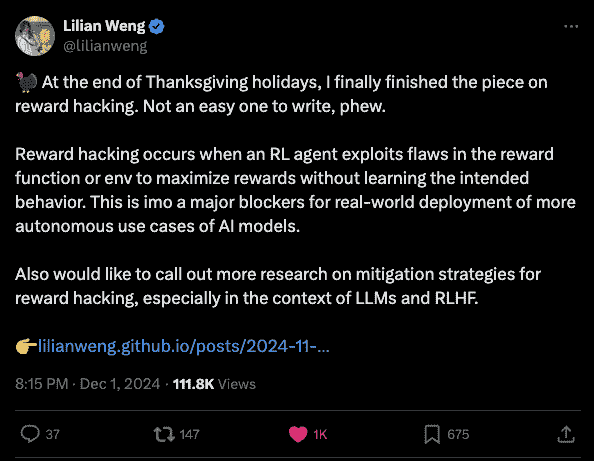 Lilian Weng
@lilianweng
🦃 At the end of Thanksgiving holidays, I finally finished the piece on
reward hacking. Not an easy one to write, phew.
Reward hacking occurs when an RL agent exploits flaws in the reward
function or env to maximize rewards without learning the intended
behavior. This is imo a major blockers for real-world deployment of more
autonomous use cases of AI models.
Also would like to call out more research on mitigation strategies for
reward hacking, especially in the context of LLMs and RLHF.
👉lilianweng.github.io/posts/2024-11-…
8:15 PM · Dec 1, 2024 · 111.8K Views
37 147 1K 675